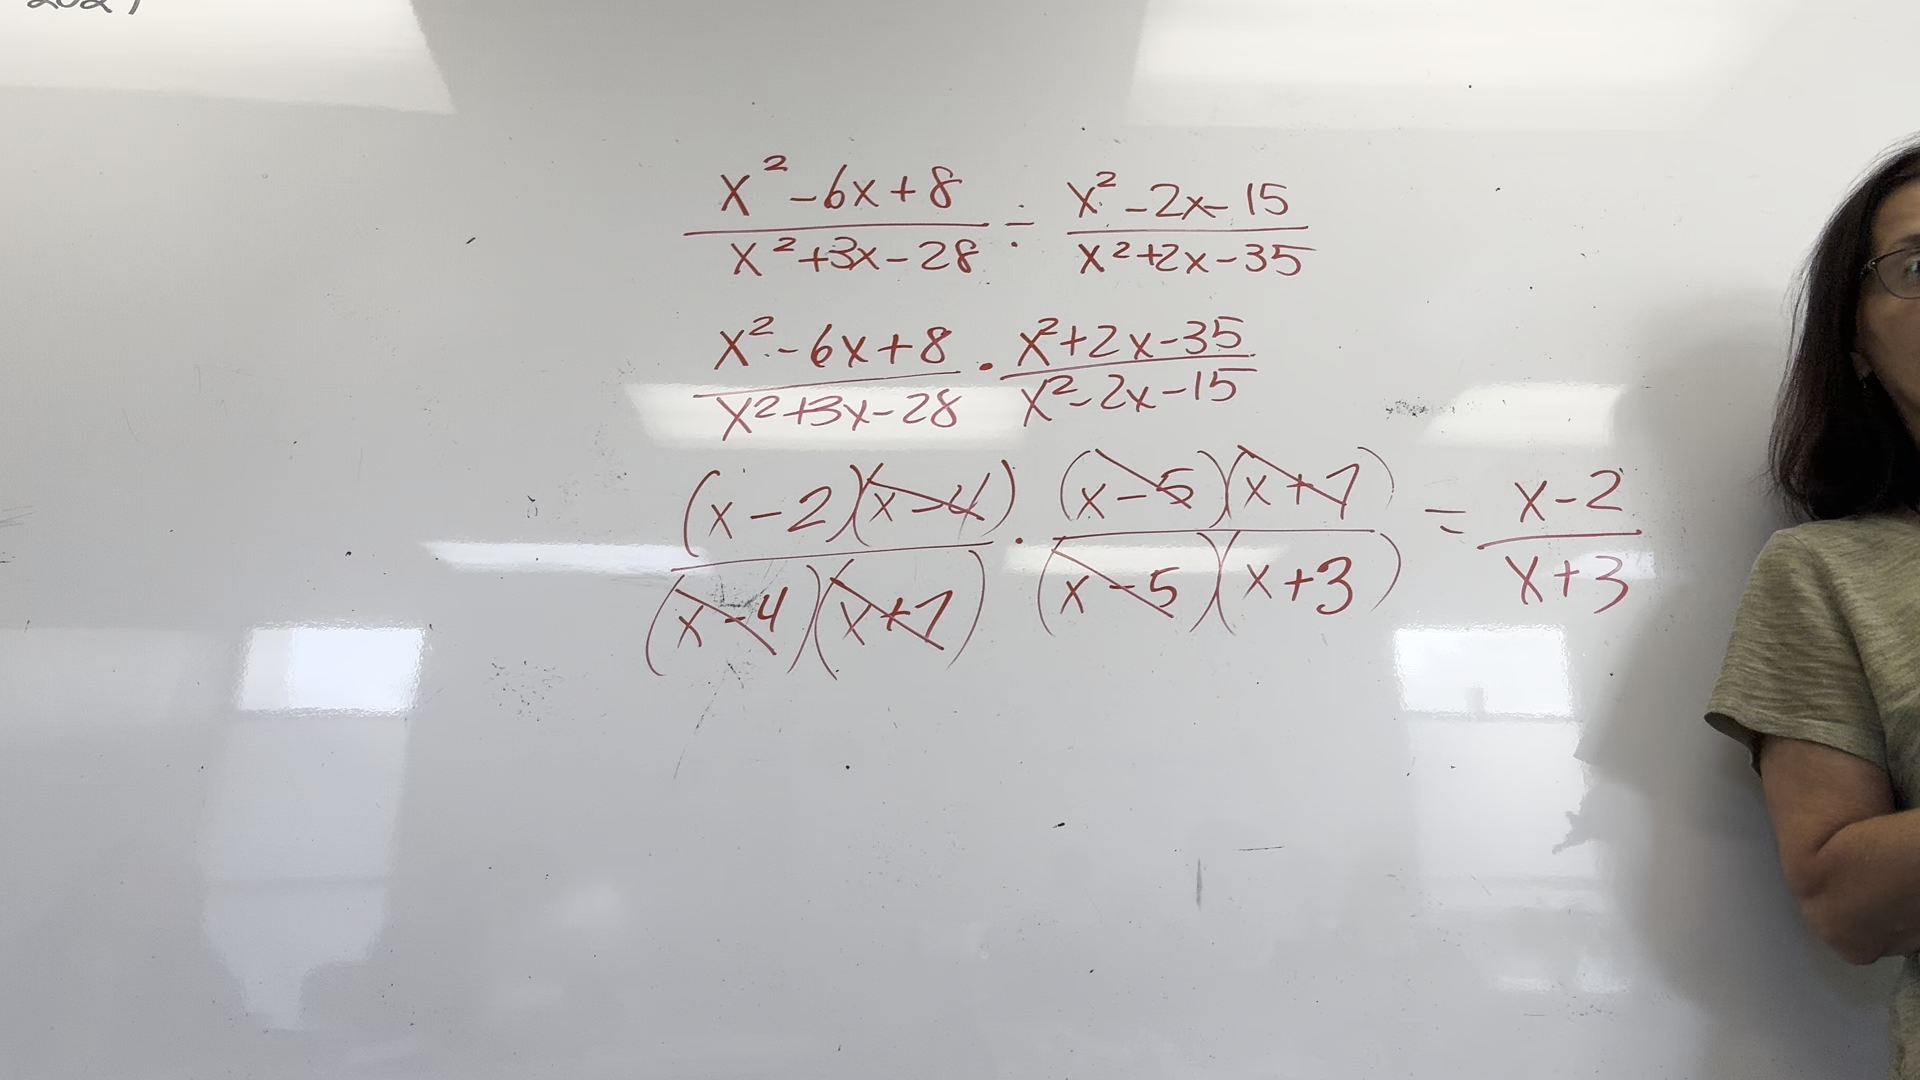 x² - 6x + 8 / x² + 3x - 28 ÷ x² - 2x - 15 / x² + 2x - 35
x² - 6x + 8 / x² + 3x - 28 · x² + 2x - 35 / x² - 2x - 15
(x - 2)(x - 4) / (x - 4)(x + 7) · (x - 5)(x + 7) / (x - 5)(x + 3) = x - 2 / x + 3